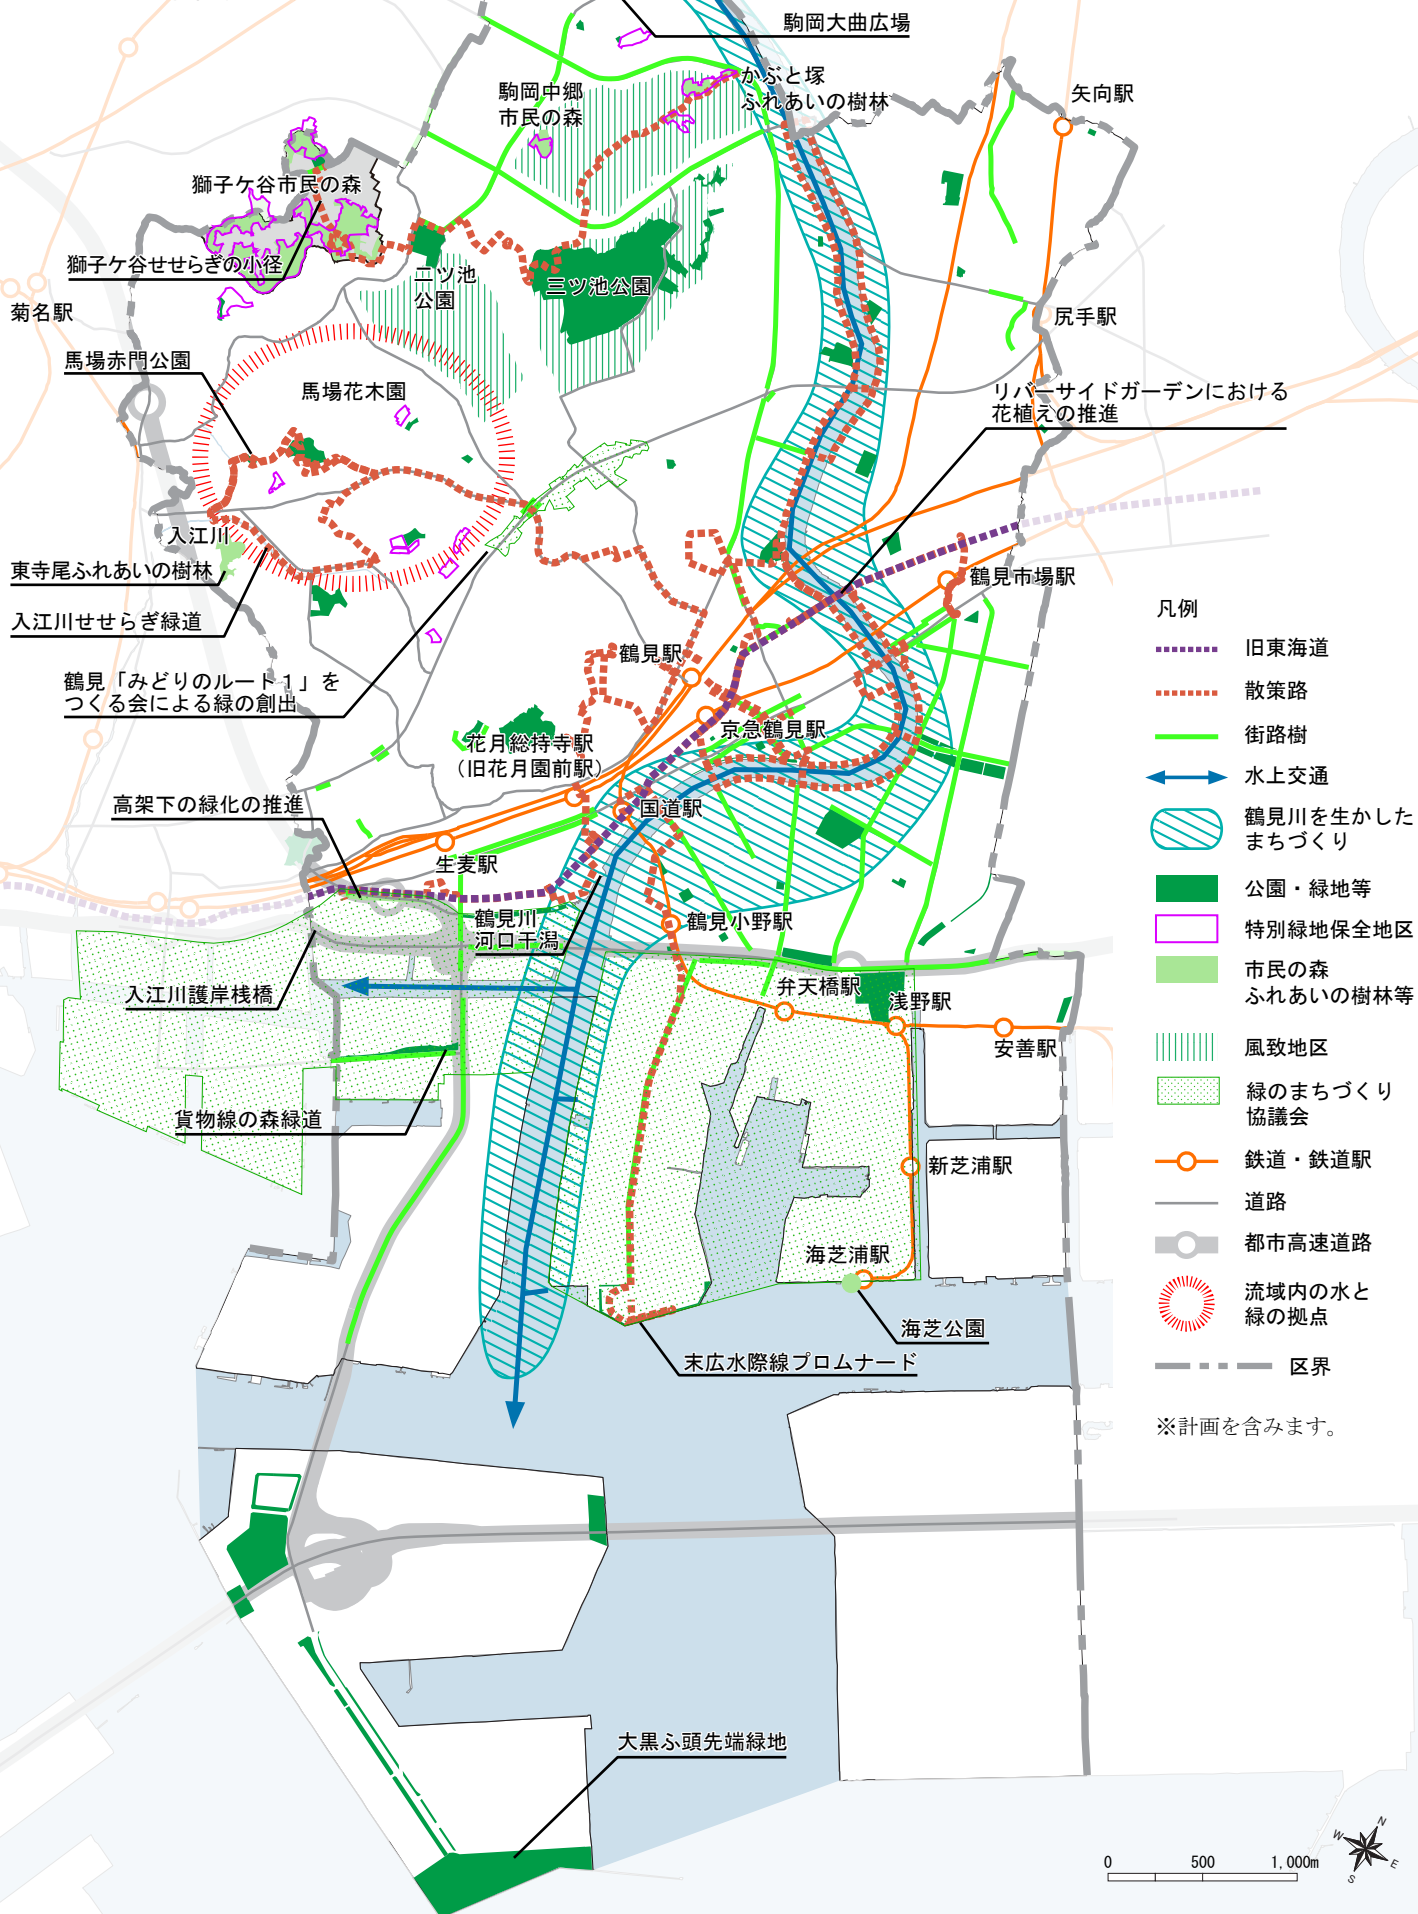 駒岡大曲広場
かぶと塚
ふれあいの樹林
矢向駅
駒岡中郷
市民の森
獅子ケ谷市民の森
獅子ケ谷せせらぎの小径
二ツ池
公園
三ツ池公園
菊名駅
尻手駅
馬場赤門公園
馬場花木園
リバーサイドガーデンにおける
花植えの推進
入江川
東寺尾ふれあいの樹林
鶴見市場駅
入江川せせらぎ緑道
鶴見駅
鶴見「みどりのルート1」を
つくる会による緑の創出
京急鶴見駅
花月総持寺駅
（旧花月園前駅）
高架下の緑化の推進
国道駅
生麦駅
鶴見川
河口干潟
鶴見小野駅
入江川護岸桟橋
弁天橋駅
浅野駅
安善駅
貨物線の森緑道
新芝浦駅
海芝浦駅
海芝公園
末広水際線プロムナード
大黒ふ頭先端緑地
凡例
旧東海道
散策路
街路樹
水上交通
鶴見川を生かした
まちづくり
公園・緑地等
特別緑地保全地区
市民の森
ふれあいの樹林等
風致地区
緑のまちづくり
協議会
鉄道・鉄道駅
道路
都市高速道路
流域内の水と
緑の拠点
区界
※計画を含みます。
0 500 1,000m
N
W
E
S